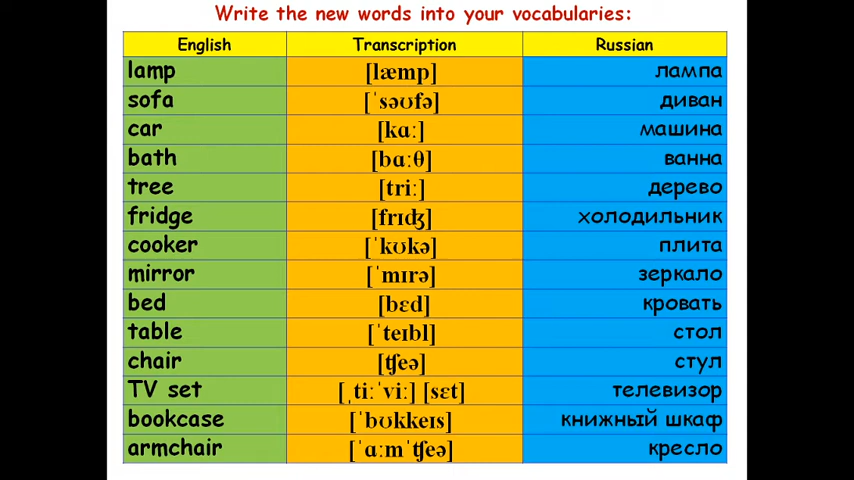 Write the new words into your vocabularies:
English Transcription Russian
lamp [læmp] лампа
sofa [ˈsəʊfə] диван
car [kɑː] машина
bath [bɑːθ] ванна
tree [triː] дерево
fridge [frɪʤ] холодильник
cooker [ˈkʊkə] плита
mirror [ˈmɪrə] зеркало
bed [bɛd] кровать
table [ˈteɪbl] стол
chair [ʧeə] стул
TV set [ˌtiːˈviː] [sɛt] телевизор
bookcase [ˈbʊkkeɪs] книжный шкаф
armchair [ˈɑːmˈʧeə] кресло